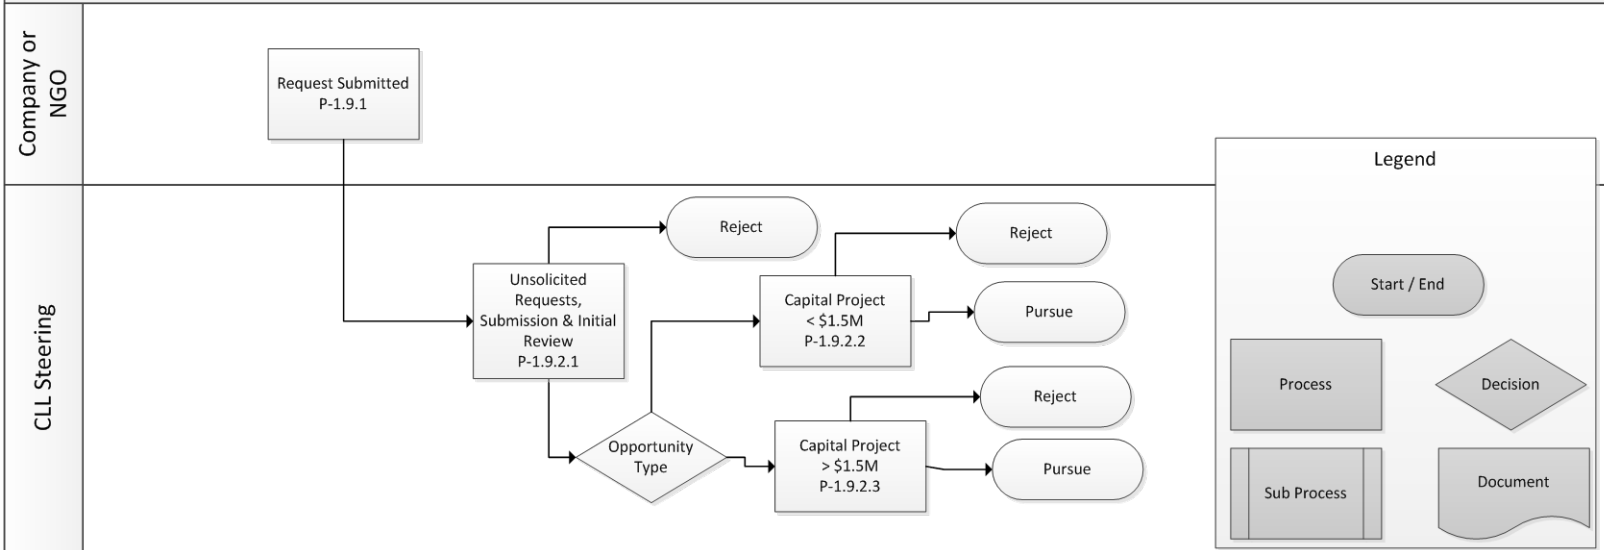 Company or
NGO
Request Submitted
P-1.9.1
CLL Steering
Unsolicited
Requests,
Submission & Initial
Review
P-1.9.2.1
Reject
Opportunity
Type
Capital Project
< $1.5M
P-1.9.2.2
Reject
Pursue
Capital Project
> $1.5M
P-1.9.2.3
Reject
Pursue
Legend
Start / End
Process
Decision
Sub Process
Document